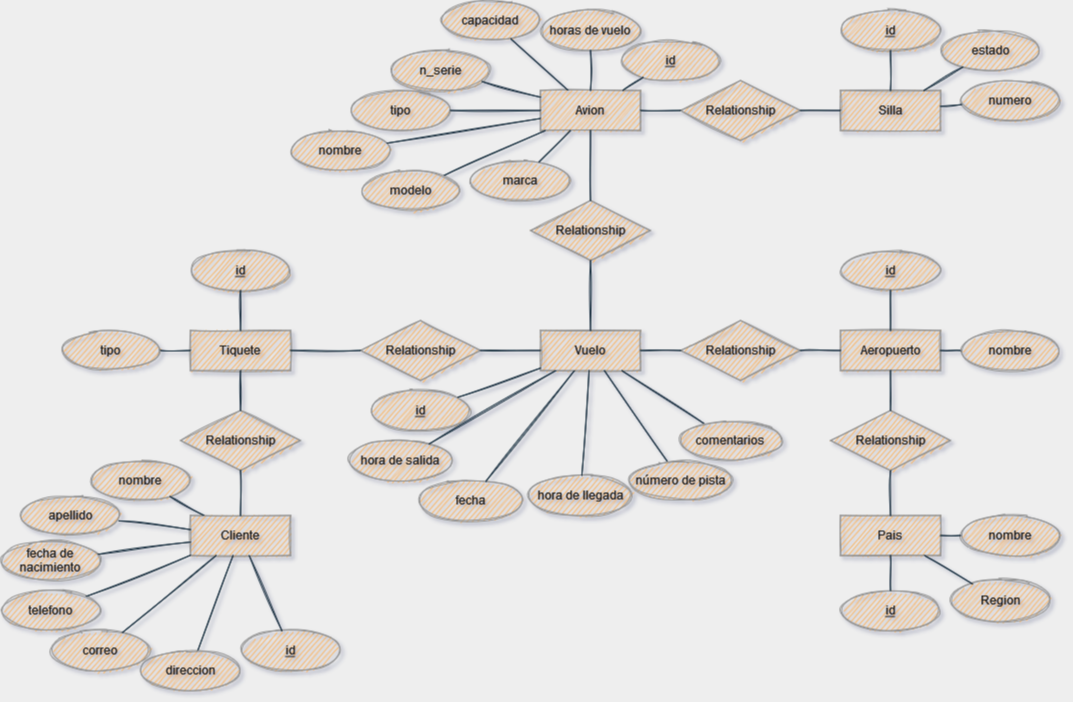 capacidad
horas de vuelo
id
n_serie
tipo
nombre
modelo
marca
Avion
Relationship
Silla
id
estado
numero
Relationship
id
tipo
Tiquete
Relationship
Vuelo
Relationship
Aeropuerto
id
nombre
id
hora de salida
fecha
hora de llegada
número de pista
comentarios
Relationship
Relationship
nombre
apellido
fecha de
nacimiento
telefono
correo
direccion
id
Cliente
Pais
nombre
Region
id